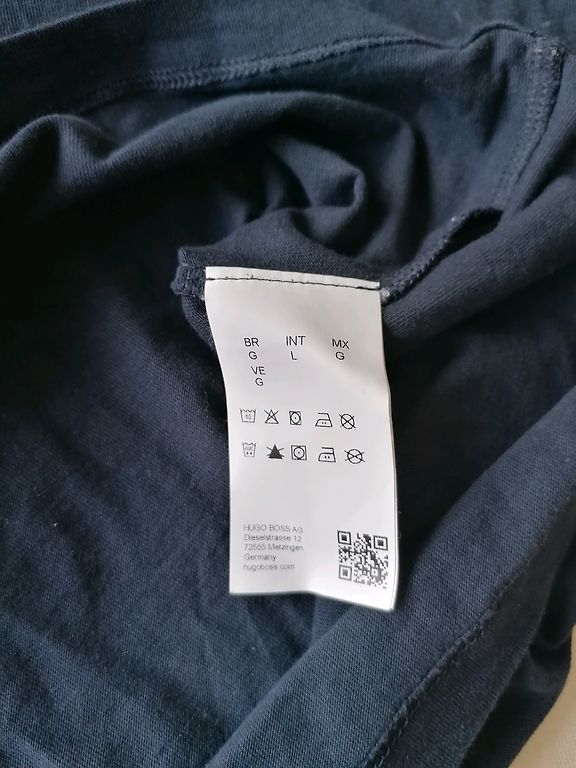 BR INT MX
G L G
VE
G
HUGO BOSS AG
Dieselstrasse 12
72555 Metzingen
Germany
hugoboss.com